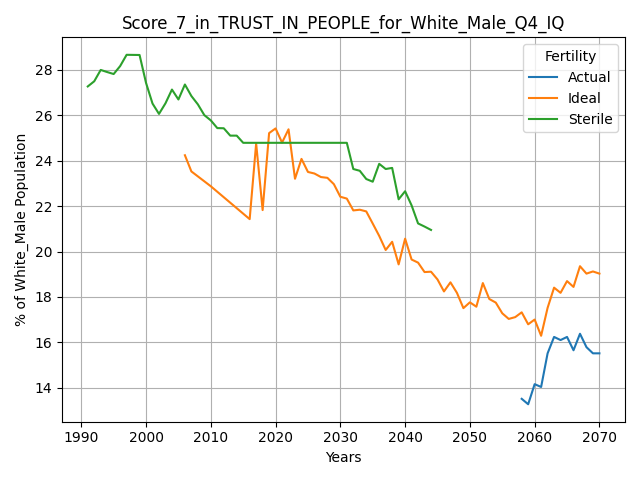 Score_7_in_TRUST_IN_PEOPLE_for_White_Male_Q4_IQ
Fertility
Actual
Ideal
Sterile
% of White_Male Population
28
26
24
22
20
18
16
14
1990 2000 2010 2020 2030 2040 2050 2060 2070
Years